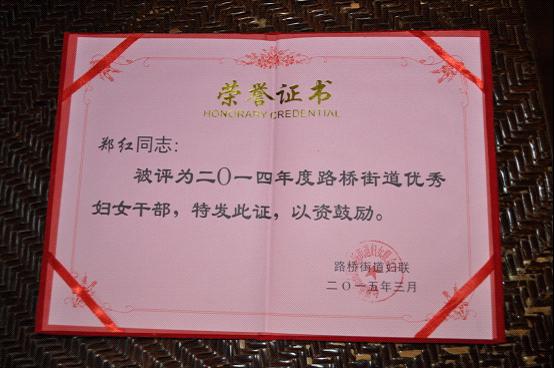 荣誉证书
HONORARY CREDENTIAL
郑红同志：
被评为二〇一四年度路桥街道优秀
妇女干部，特发此证，以资鼓励。
路桥街道妇联
二〇一五年三月